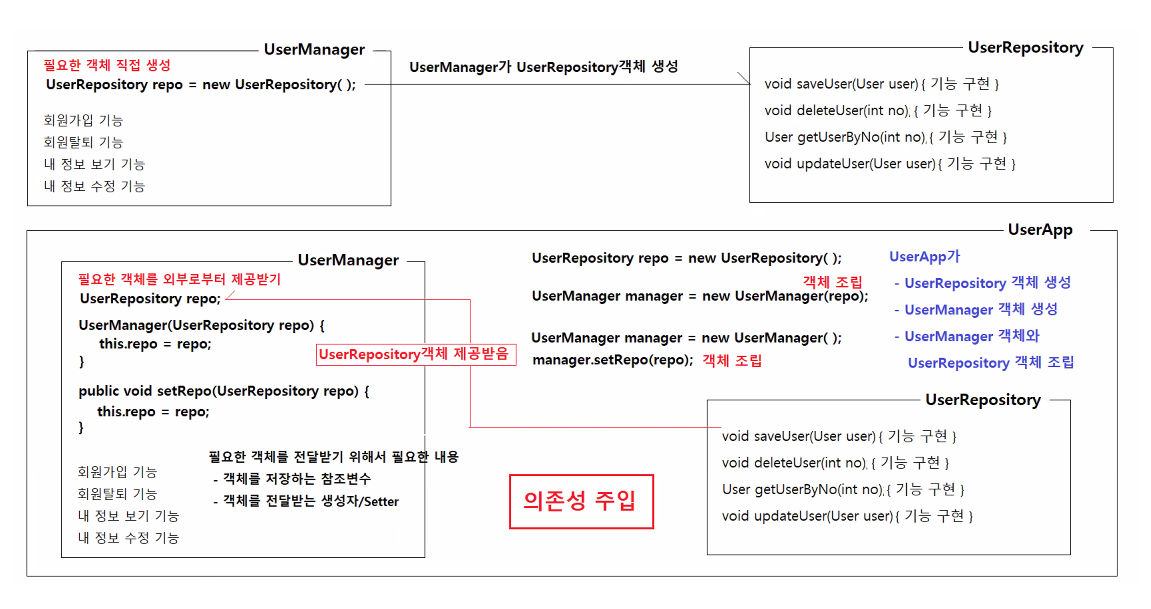 UserManager
필요한 객체 직접 생성
UserRepository repo = new UserRepository( );
회원가입 기능
회원탈퇴 기능
내 정보 보기 기능
내 정보 수정 기능
UserManager가 UserRepository객체 생성
UserRepository
void saveUser(User user) { 기능 구현 }
void deleteUser(int no), { 기능 구현 }
User getUserByNo(int no), { 기능 구현 }
void updateUser(User user) { 기능 구현 }
UserApp
UserManager
필요한 객체를 외부로부터 제공받기
UserRepository repo;
UserManager(UserRepository repo) {
this.repo = repo;
}
UserRepository객체 제공받음
public void setRepo(UserRepository repo) {
this.repo = repo;
}
회원가입 기능
회원탈퇴 기능
내 정보 보기 기능
내 정보 수정 기능
필요한 객체를 전달받기 위해서 필요한 내용
- 객체를 저장하는 참조변수
- 객체를 전달받는 생성자/Setter
UserRepository repo = new UserRepository( );
객체 조립
UserManager manager = new UserManager(repo);
UserManager manager = new UserManager( );
manager.setRepo(repo); 객체 조립
UserApp가
- UserRepository 객체 생성
- UserManager 객체 생성
- UserManager 객체와
UserRepository 객체 조립
의존성 주입
UserRepository
void saveUser(User user) { 기능 구현 }
void deleteUser(int no), { 기능 구현 }
User getUserByNo(int no), { 기능 구현 }
void updateUser(User user) { 기능 구현 }